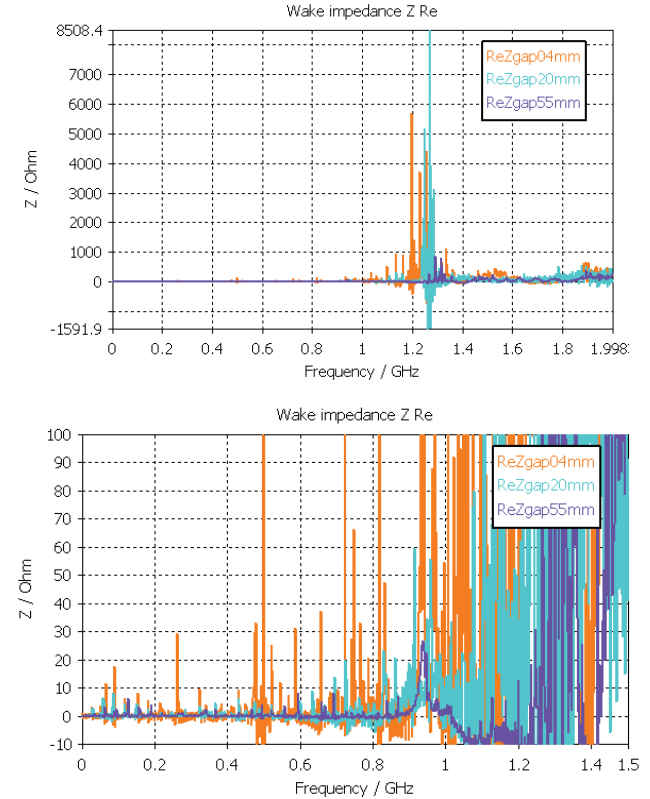 Wake impedance Z Re
8508.4
7000
6000
5000
4000
3000
2000
1000
0
-1591.9
Z / Ohm
ReZgap04mm
ReZgap20mm
ReZgap55mm
0 0.2 0.4 0.6 0.8 1 1.2 1.4 1.6 1.8
Frequency / GHz
Wake impedance Z Re
100
90
80
70
60
50
40
30
20
10
0
-10
Z / Ohm
ReZgap04mm
ReZgap20mm
ReZgap55mm
0 0.2 0.4 0.6 0.8 1 1.2 1.4 1.5
Frequency / GHz